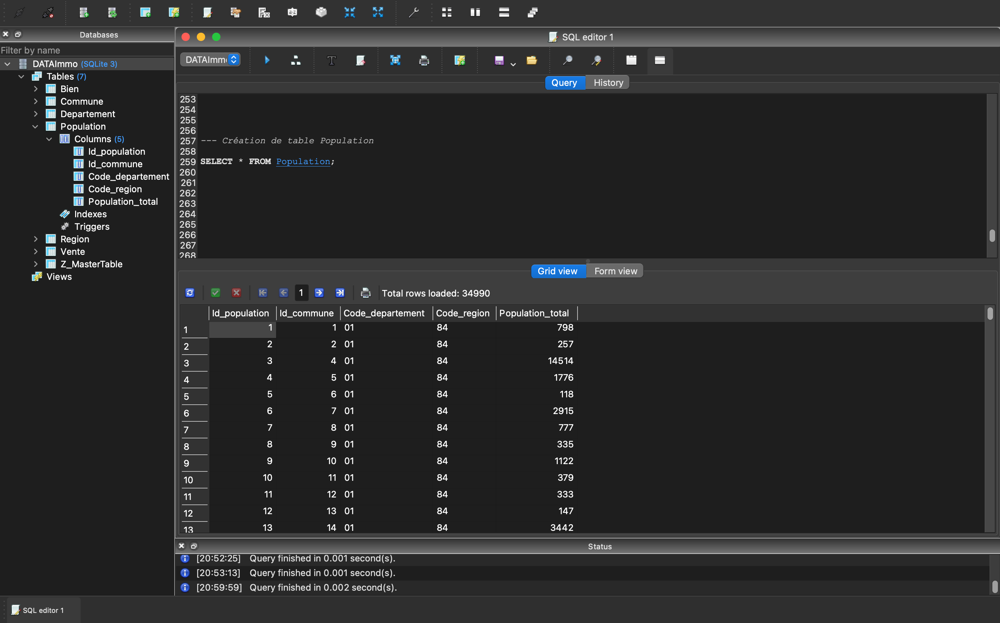 Databases
Filter by name
DATAImmo (SQLite 3)
Tables (7)
Bien
Commune
Departement
Population
Columns (5)
Id_population
Id_commune
Code_departement
Code_region
Population_total
Indexes
Triggers
Region
Vente
Z_MasterTable
Views
SQL editor 1
DATAImm
Query History
253
254
255
256
257 --- Création de table Population
258
259 SELECT * FROM Population;
260
261
262
263
264
265
266
267
268
Grid view Form view
1 Total rows loaded: 34990
Id_population Id_commune Code_departement Code_region Population_total
1 1 1 01 84 798
2 2 2 01 84 257
3 3 4 01 84 14514
4 4 5 01 84 1776
5 5 6 01 84 118
6 6 7 01 84 2915
7 7 8 01 84 777
8 8 9 01 84 335
9 9 10 01 84 1122
10 10 11 01 84 379
11 11 12 01 84 333
12 12 13 01 84 147
13 13 14 01 84 3442
Status
[20:52:25] Query finished in 0.001 second(s).
[20:53:13] Query finished in 0.001 second(s).
[20:59:59] Query finished in 0.002 second(s).
SQL editor 1